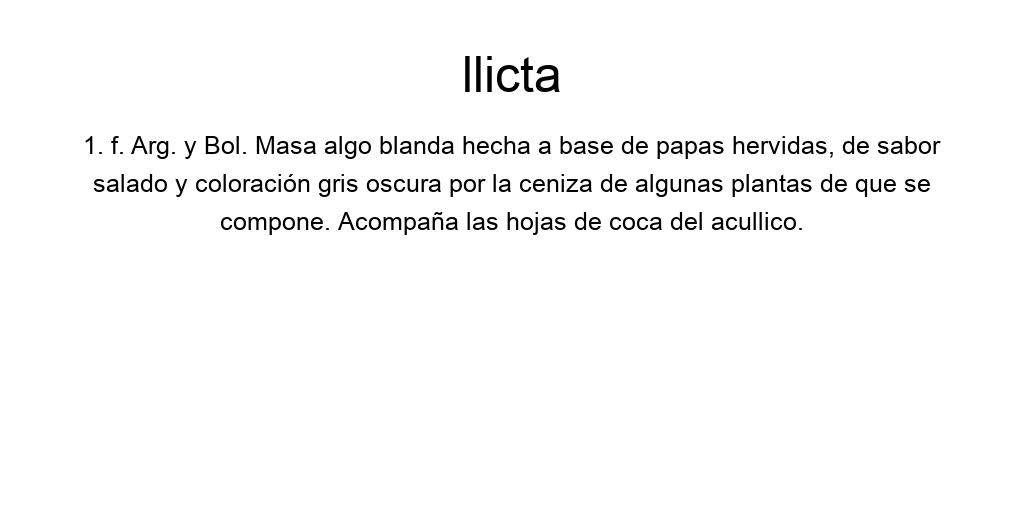 llicta
1. f. Arg. y Bol. Masa algo blanda hecha a base de papas hervidas, de sabor
salado y coloración gris oscura por la ceniza de algunas plantas de que se
compone. Acompaña las hojas de coca del acullico.